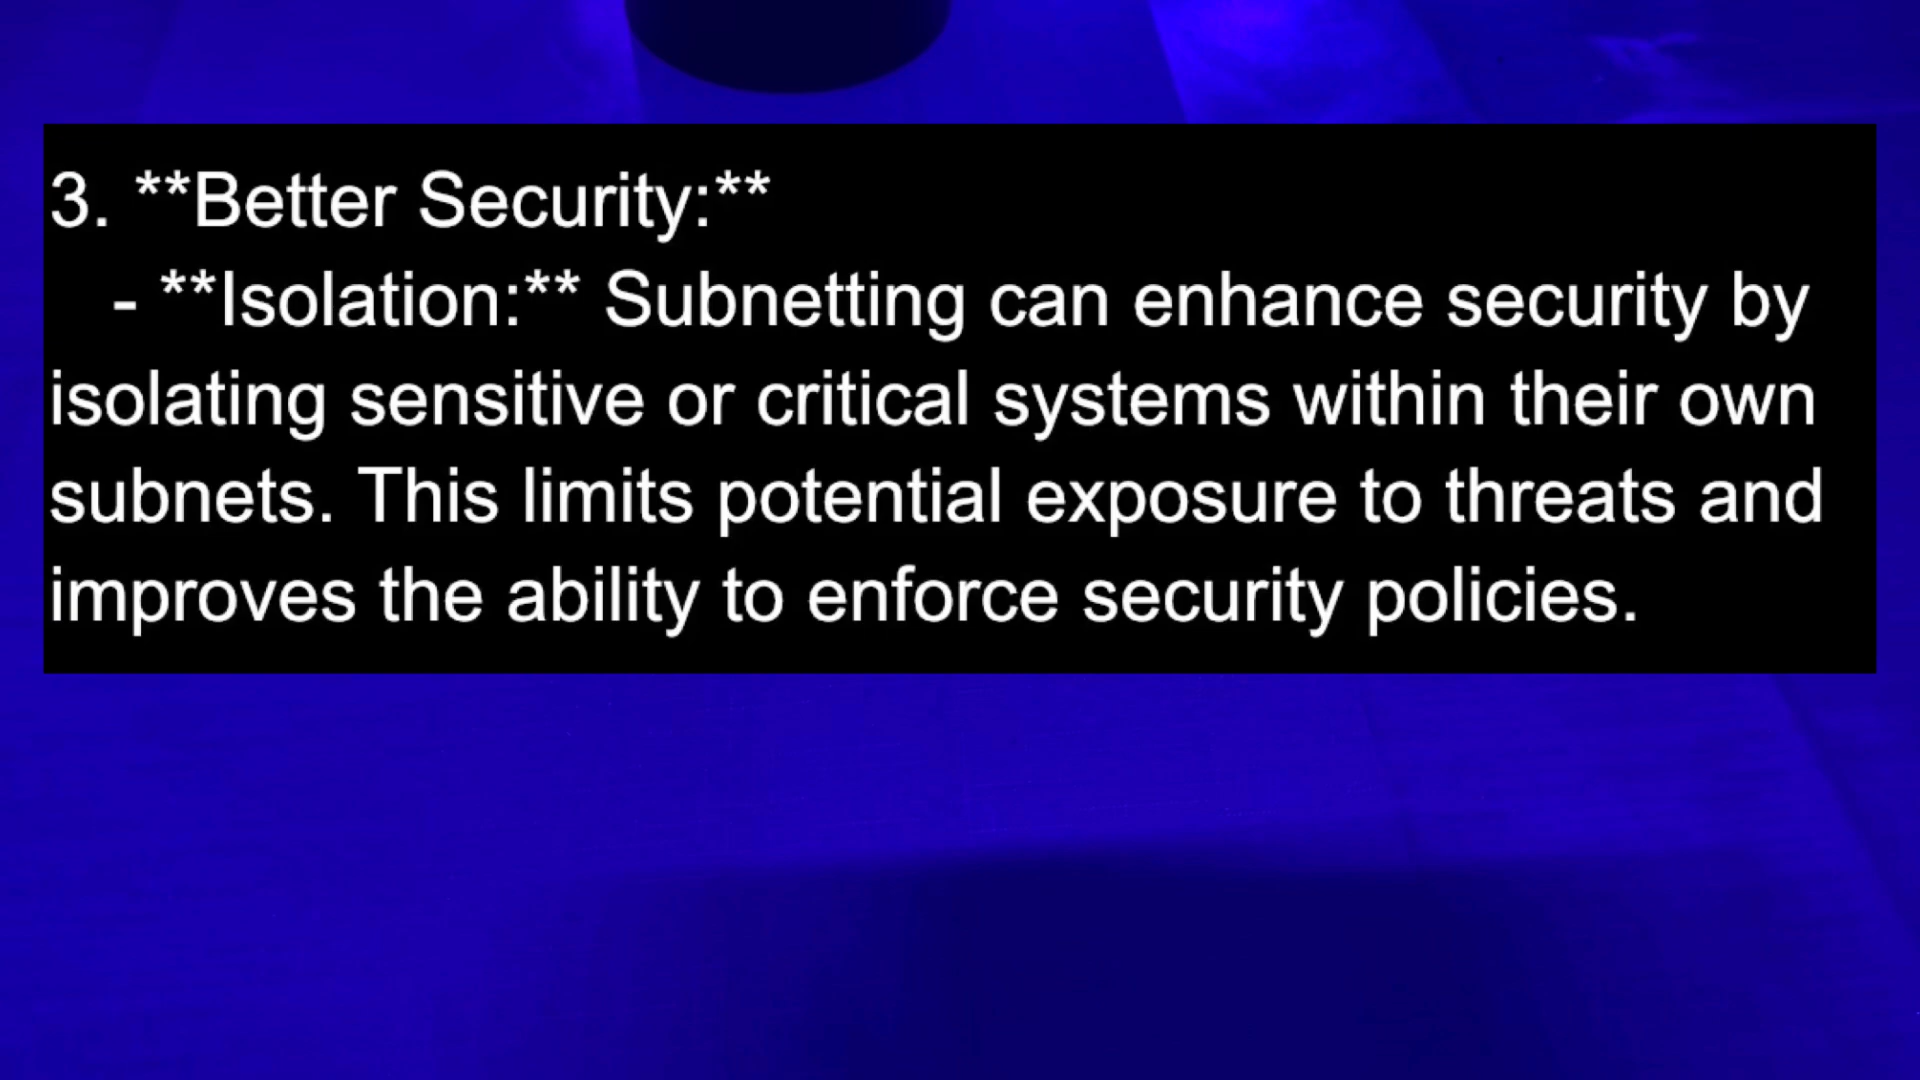 3. **Better Security:**
- **Isolation:** Subnetting can enhance security by
isolating sensitive or critical systems within their own
subnets. This limits potential exposure to threats and
improves the ability to enforce security policies.